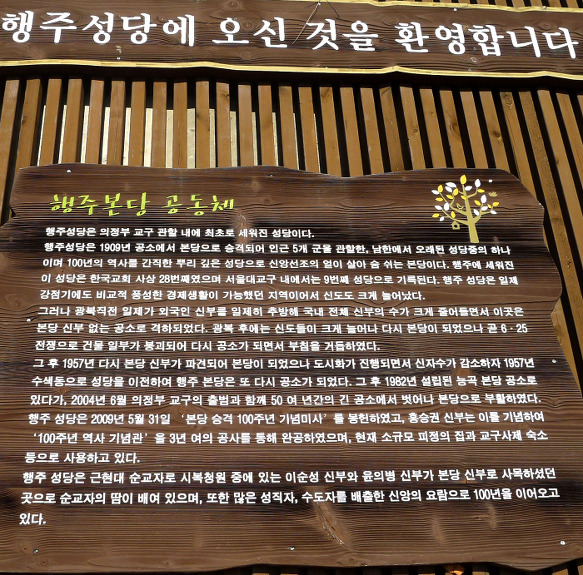 행주성당에 오신 것을 환영합니다
행주본당 공동체
행주성당은 의정부 교구 관할 내에 최초로 세워진 성당이다.
행주성당은 1909년 공소에서 본당으로 승격되어 인근 5개 군을 관할한, 남한에서 오래된 성당중의 하나
이며 100년의 역사를 간직한 뿌리 깊은 성당으로 신앙선조의 얼이 살아 숨 쉬는 본당이다. 행주에 세워진
이 성당은 한국교회 사상 28번째였으며 서울대교구 내에서는 9번째 성당으로 기록된다. 행주 성당은 일제
강점기에도 비교적 풍성한 경제생활이 가능했던 지역이어서 신도도 크게 늘어났다.
그러나 광복직전 일제가 외국인 신부를 일제히 추방해 국내 전체 신부의 수가 크게 줄어들면서 이곳은
본당 신부 없는 공소로 격하되었다. 광복 후에는 신도들이 크게 늘어나 다시 본당이 되었으나 곧 6·25
전쟁으로 건물 일부가 붕괴되어 다시 공소가 되면서 부침을 거듭하였다.
그 후 1957년 다시 본당 신부가 파견되어 본당이 되었으나 도시화가 진행되면서 신자수가 감소하자 1957년
수색동으로 성당을 이전하여 행주 본당은 또 다시 공소가 되었다. 그 후 1982년 설립된 능곡 본당 공소로
있다가, 2004년 6월 의정부 교구의 출범과 함께 50 여 년간의 긴 공소에서 벗어나 본당으로 부활하였다.
행주 성당은 2009년 5월 31일 ‘본당 승격 100주년 기념미사’를 봉헌하였고, 홍승권 신부는 이를 기념하여
‘100주년 역사 기념관’을 3년 여의 공사를 통해 완공하였으며, 현재 소규모 피정의 집과 교구사제 숙소
등으로 사용하고 있다.
행주 성당은 근현대 순교자로 시복청원 중에 있는 이순성 신부와 윤의병 신부가 본당 신부로 사목하셨던
곳으로 순교자의 땀이 배여 있으며, 또한 많은 성직자, 수도자를 배출한 신앙의 요람으로 100년을 이어오고
있다.